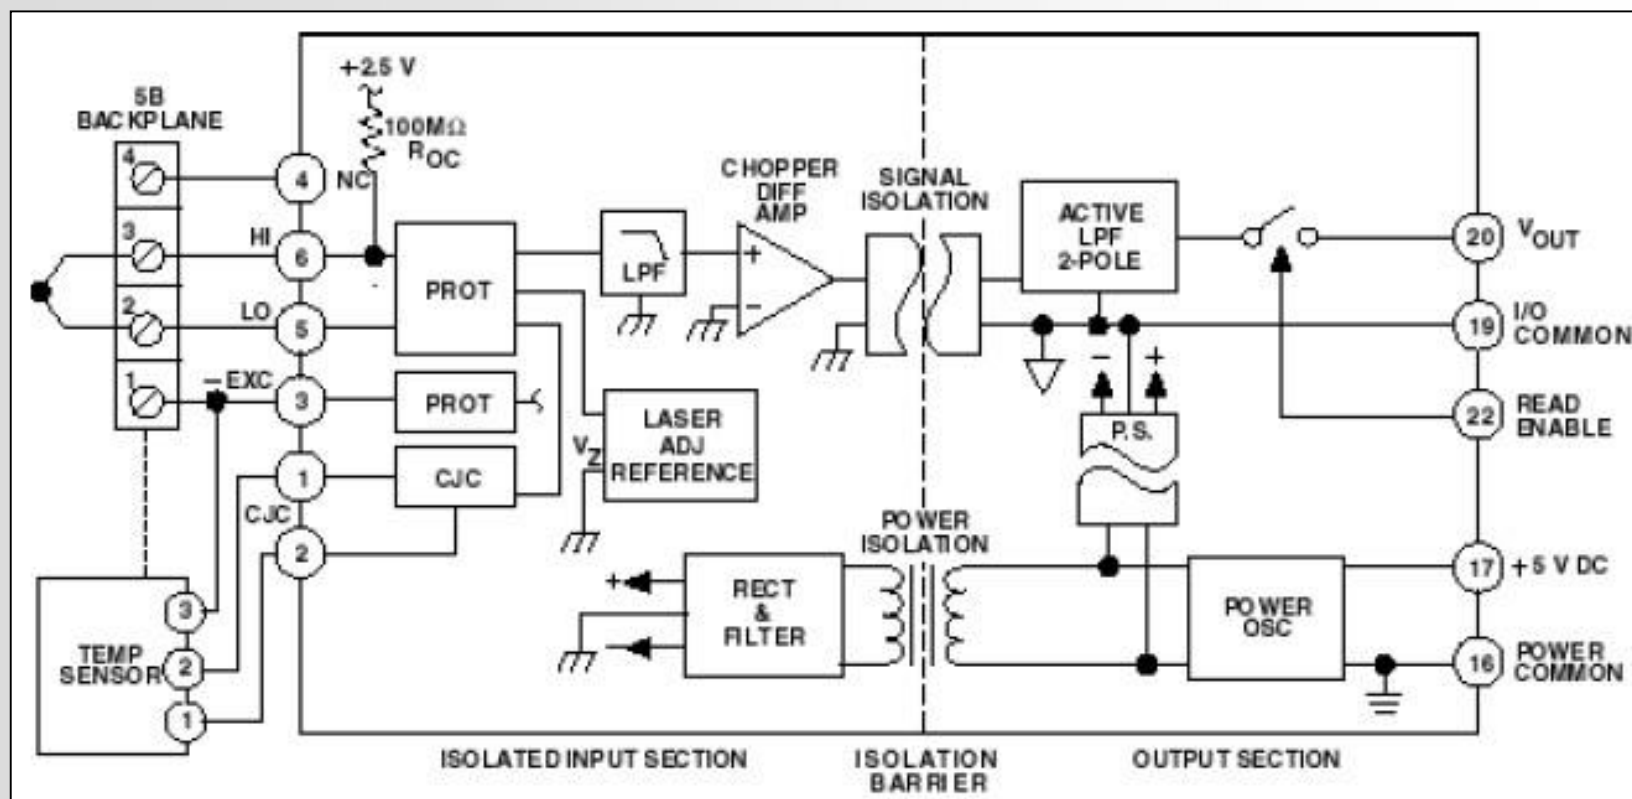 +2.5 V
5B
BACKPLANE
100MΩ
ROC
4
4
NC
CHOPPER
DIFF
AMP
SIGNAL
ISOLATION
ACTIVE
LPF
2-POLE
3
HI
6
PROT
LPF
+
−
20
VOUT
2
LO
5
19
I/O
COMMON
1
−EXC
3
PROT
LASER
ADJ
REFERENCE
VZ
−
+
P.S.
22
READ
ENABLE
1
CJC
CJC
2
POWER
ISOLATION
TEMP
SENSOR
3
2
1
+
−
RECT
&
FILTER
POWER
OSC
17
+5 V DC
16
POWER
COMMON
ISOLATED INPUT SECTION
ISOLATION
BARRIER
OUTPUT SECTION